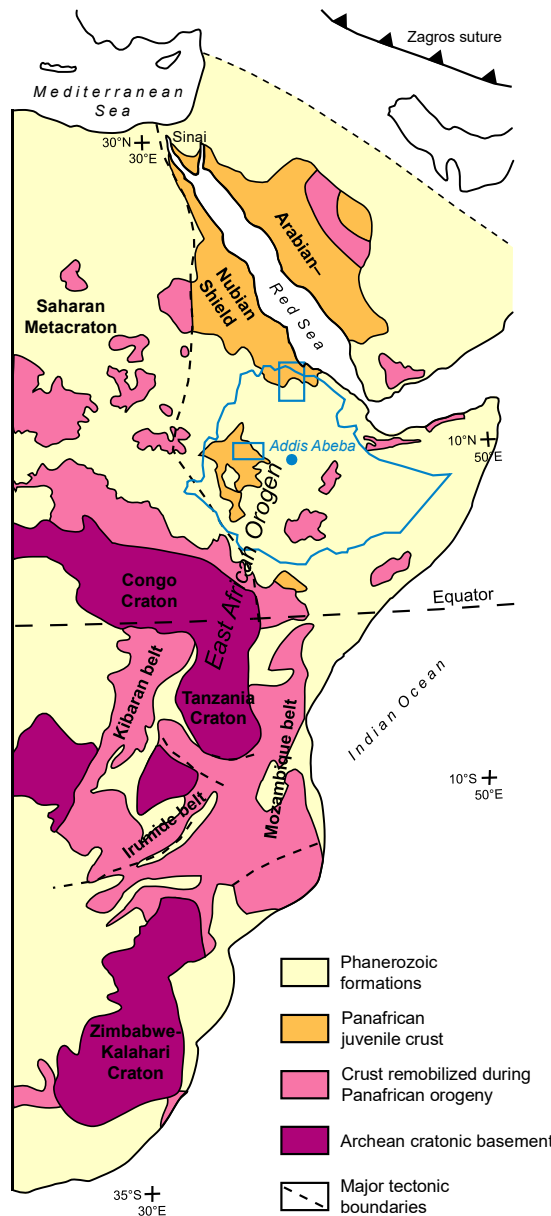 Zagros suture
Mediterranean
Sea
30°N
30°E
Sinai
Arabian–
Nubian
Shield
Red Sea
Saharan
Metacraton
Addis Abeba
10°N
50°E
East African Orogen
Congo
Craton
Equator
Kibaran belt
Tanzania
Craton
Mozambique belt
Indian Ocean
10°S
50°E
Irumide belt
Zimbabwe-
Kalahari
Craton
35°S
30°E
Phanerozoic
formations
Panafrican
juvenile crust
Crust remobilized during
Panafrican orogeny
Archean cratonic basement
Major tectonic
boundaries